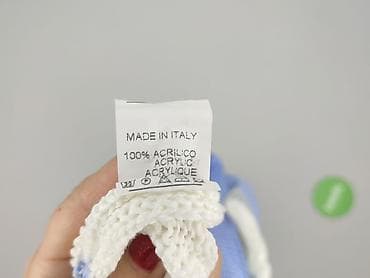 MADE IN ITALY
100% ACRILICO
ACRYLIC
ACRYLIQUE